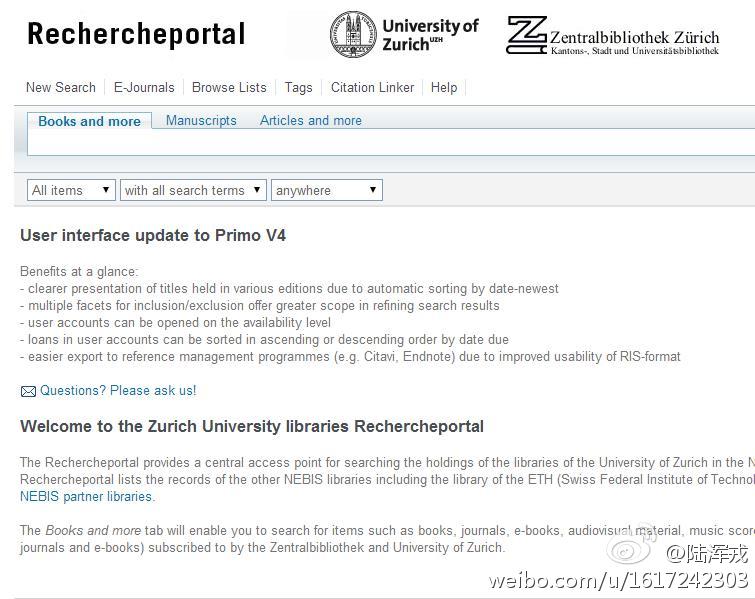 Rechercheportal
University of
Zurich UZH
Zentralbibliothek Zürich
Kantons-, Stadt und Universitätsbibliothek
New Search E-Journals Browse Lists Tags Citation Linker Help
Books and more Manuscripts Articles and more
All items with all search terms anywhere
User interface update to Primo V4
Benefits at a glance:
- clearer presentation of titles held in various editions due to automatic sorting by date-newest
- multiple facets for inclusion/exclusion offer greater scope in refining search results
- user accounts can be opened on the availability level
- loans in user accounts can be sorted in ascending or descending order by date due
- easier export to reference management programmes (e.g. Citavi, Endnote) due to improved usability of RIS-format
Questions? Please ask us!
Welcome to the Zurich University libraries Rechercheportal
The Rechercheportal provides a central access point for searching the holdings of the libraries of the University of Zurich in the N
Rechercheportal lists the records of the other NEBIS libraries including the library of the ETH (Swiss Federal Institute of Technol
NEBIS partner libraries.
The Books and more tab will enable you to search for items such as books, journals, e-books, audiovisual material, music score
journals and e-books) subscribed to by the Zentralbibliothek and University of Zurich.
@陆浑戎
weibo.com/u/1617242303